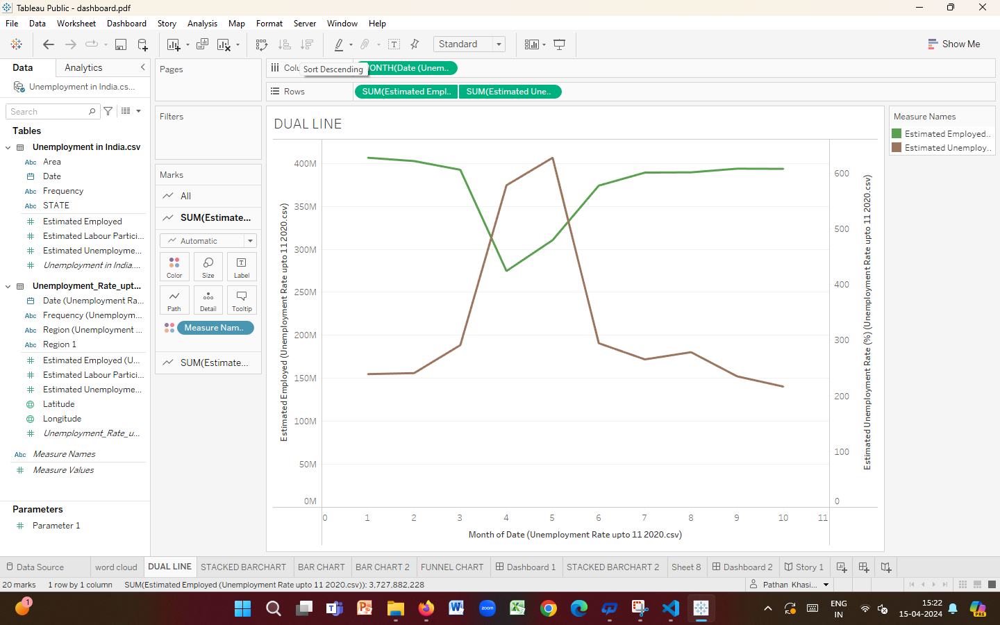 Tableau Public - dashboard.pdf
File Data Worksheet Dashboard Story Analysis Map Format Server Window Help
Standard
Show Me
Data Analytics
Pages
Colu
Sort Descending
ONTH(Date (Unem..
Unemployment in India.cs...
Rows
SUM(Estimated Empl.. SUM(Estimated Une..
Search
Filters
Tables
Unemployment in India.csv
Abc Area
Date
Abc Frequency
Abc STATE
Estimated Employed
Estimated Labour Partici...
Estimated Unemployme...
Unemployment in India....
Unemployment_Rate_upt...
Date (Unemployment Ra...
Abc Frequency (Unemploym...
Abc Region (Unemployment ...
Abc Region 1
Estimated Employed (U...
Estimated Labour Partici...
Estimated Unemployme...
Latitude
Longitude
Unemployment_Rate_u...
Abc Measure Names
Measure Values
Parameters
Parameter 1
Marks
All
SUM(Estimate...
Automatic
Color Size Label
Path Detail Tooltip
Measure Nam..
SUM(Estimate...
DUAL LINE
Estimated Employed (Unemployment Rate upto 11 2020.csv)
400M
350M
300M
250M
200M
150M
100M
50M
0M
600
500
400
300
200
100
0
Estimated Unemployment Rate (%) (Unemployment Rate upto 11 2020.csv)
0 1 2 3 4 5 6 7 8 9 10 11
Month of Date (Unemployment Rate upto 11 2020.csv)
Measure Names
Estimated Employed..
Estimated Unemploy..
Data Source word cloud DUAL LINE STACKED BARCHART BAR CHART BAR CHART 2 FUNNEL CHART Dashboard 1 STACKED BARCHART 2 Sheet 8 Dashboard 2 Story 1
20 marks 1 row by 1 column SUM(Estimated Employed (Unemployment Rate upto 11 2020.csv)): 3,727,882,228
Pathan Khasi...
1
zoom
ENG
IN
15:22
15-04-2024
PRE